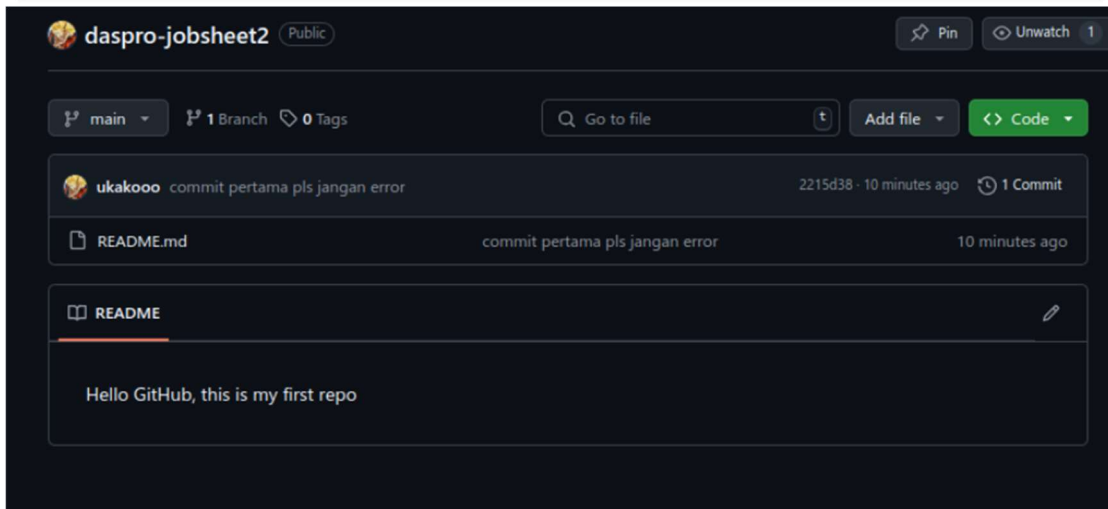 daspro-jobsheet2 Public Pin Unwatch 1
main 1 Branch 0 Tags Go to file t Add file Code
ukakooo commit pertama pls jangan error 2215d38 · 10 minutes ago 1 Commit
README.md commit pertama pls jangan error 10 minutes ago
README
Hello GitHub, this is my first repo